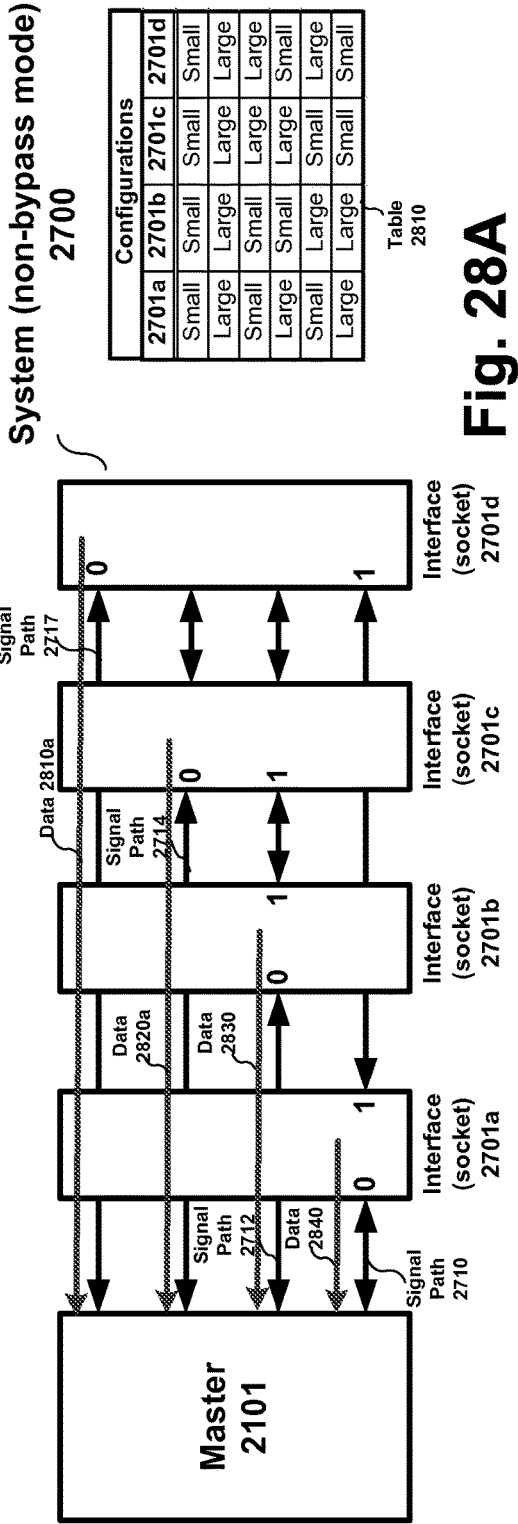 System (non-bypass mode)
2700
Configurations
2701a 2701b 2701c 2701d
Small Small Small Small
Large Large Large Large
Small Small Large Large
Large Small Large Small
Small Large Small Large
Large Large Small Small
Table
2810
Signal
Path
2717
Data 2810a
Signal
Path
2714
Data
2820a
Data
2830
Signal
Path
2712
Data
2840
Signal
Path
2710
Master
2101
0
1
0
1
0
1
0
1
Interface
(socket)
2701a
Interface
(socket)
2701b
Interface
(socket)
2701c
Interface
(socket)
2701d
Fig. 28A